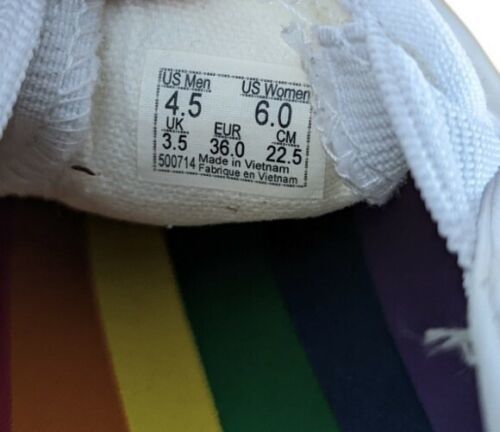 US Men US Women
4.5 6.0
UK EUR CM
3.5 36.0 22.5
500714 Made in Vietnam
Fabrique en Vietnam